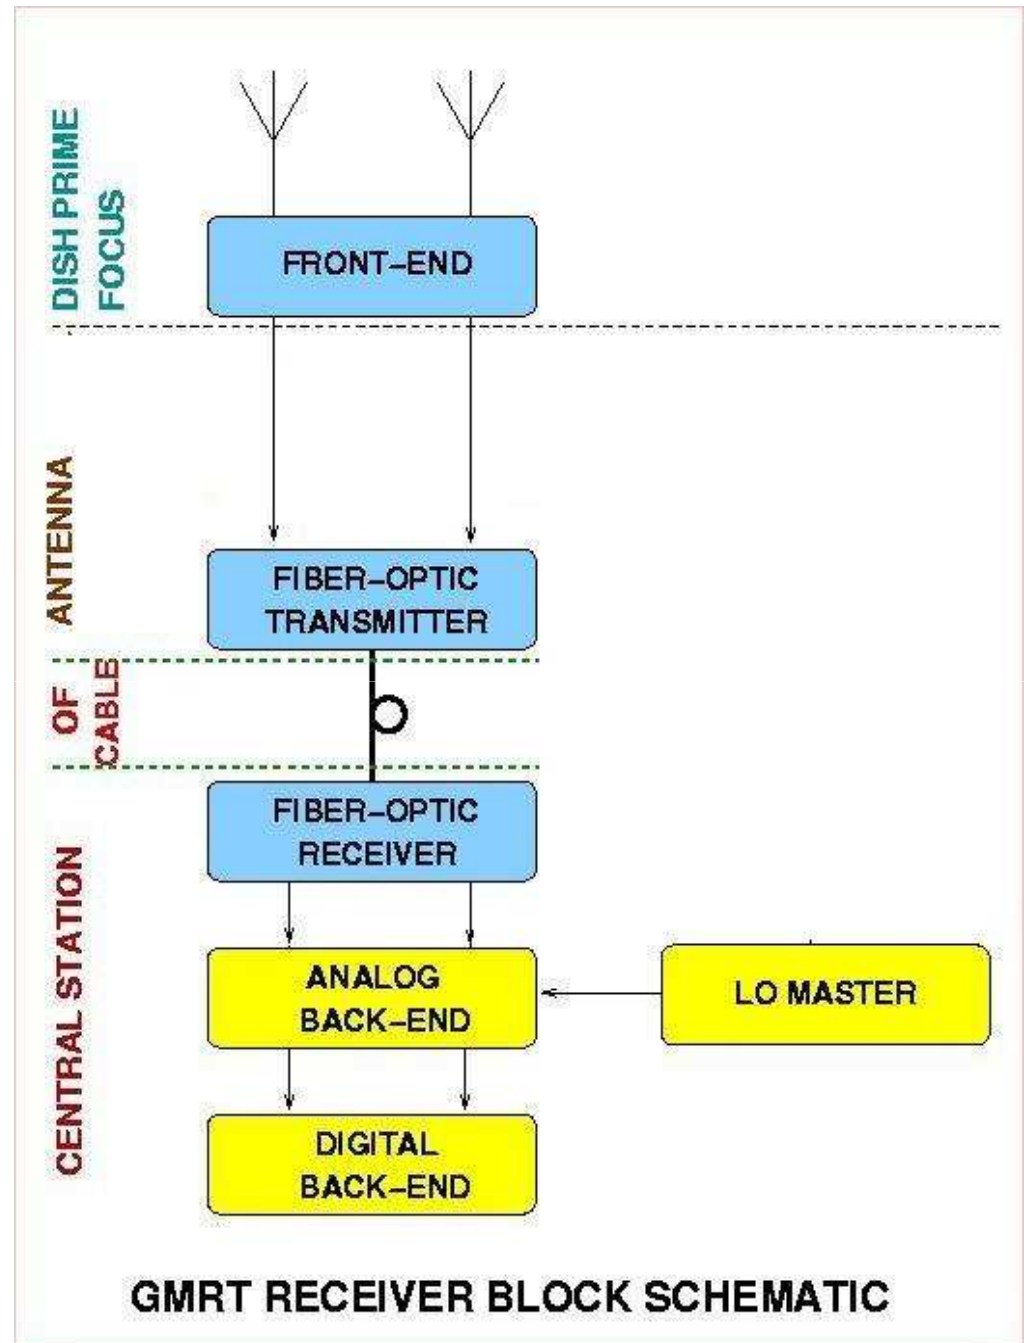 DISH PRIME
FOCUS
FRONT-END
ANTENNA
FIBER-OPTIC
TRANSMITTER
OF
CABLE
CENTRAL STATION
FIBER-OPTIC
RECEIVER
ANALOG
BACK-END
LO MASTER
DIGITAL
BACK-END
GMRT RECEIVER BLOCK SCHEMATIC